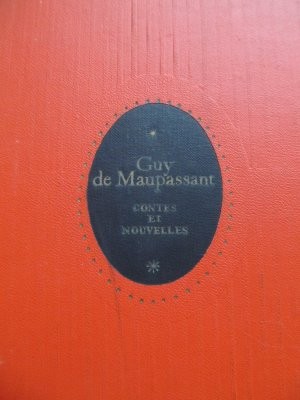 Guy
de Maupassant
CONTES
ET
NOUVELLES